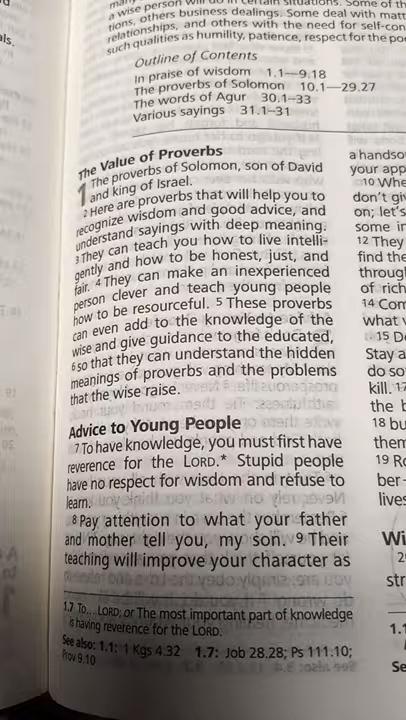 a wise person will do in certain situations. Some of th
tions, others business dealings. Some deal with matt
relationships, and others with the need for self-con
such qualities as humility, patience, respect for the po
Outline of Contents
In praise of wisdom 1.1—9.18
The proverbs of Solomon 10.1—29.27
The words of Agur 30.1–33
Various sayings 31.1–31
The Value of Proverbs
1 The proverbs of Solomon, son of David
and king of Israel.
2 Here are proverbs that will help you to
recognize wisdom and good advice, and
understand sayings with deep meaning.
3 They can teach you how to live intelli-
gently and how to be honest, just, and
fair. 4 They can make an inexperienced
person clever and teach young people
how to be resourceful. 5 These proverbs
can even add to the knowledge of the
wise and give guidance to the educated,
6 so that they can understand the hidden
meanings of proverbs and the problems
that the wise raise.
Advice to Young People
7 To have knowledge, you must first have
reverence for the LORD.* Stupid people
have no respect for wisdom and refuse to
learn.
8 Pay attention to what your father
and mother tell you, my son. 9 Their
teaching will improve your character as
1.7 To... LORD; or The most important part of knowledge
is having reverence for the LORD.
See also: 1.1: 1 Kgs 4.32 1.7: Job 28.28; Ps 111.10;
Prov 9.10
a handso
your app
10 Whe
don't giv
on; let's
some in
12 They
find the
through
of rich
14 Com
what
15 Do
Stay a
do so
kill. 17
the b
18 bu
them
19 Ro
ber-
lives
Wi
2
str
1.1
Se